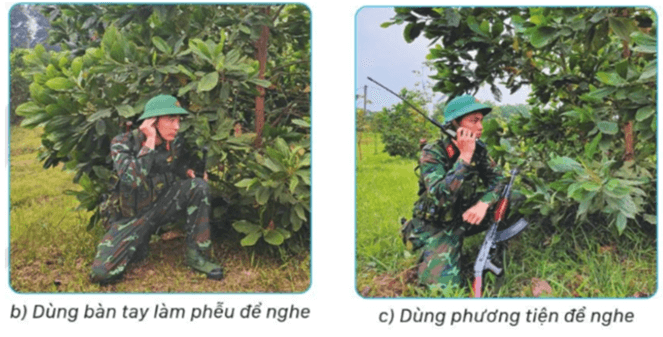 b) Dùng bàn tay làm phễu để nghe
c) Dùng phương tiện để nghe